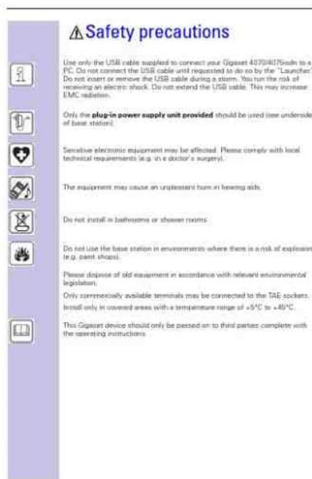 Safety precautions
Use only the USB cable supplied to connect your Gigaset 4070/4075isdn to a
PC. Do not connect the USB cable until requested to do so by the "Launcher"
Do not insert or remove the USB cable during a storm. You run the risk of
receiving an electric shock. Do not extend the USB cable. This may increase
EMC radiation.
Only the plug-in power supply unit provided should be used (see underside
of base station).
Sensitive electronic equipment may be affected. Please comply with local
technical requirements (e.g. in a doctor's surgery).
The equipment may cause an unpleasant hum in hearing aids.
Do not install in bathrooms or shower rooms
Do not use the base station in environments where there is a risk of explosion
(e.g. paint shops).
Please dispose of old equipment in accordance with relevant environmental
legislation.
Only commercially available terminals may be connected to the TAE sockets.
Install only in covered areas with a temperature range of +5°C to +45°C.
This Gigaset device should only be passed on to third parties complete with
the operating instructions.